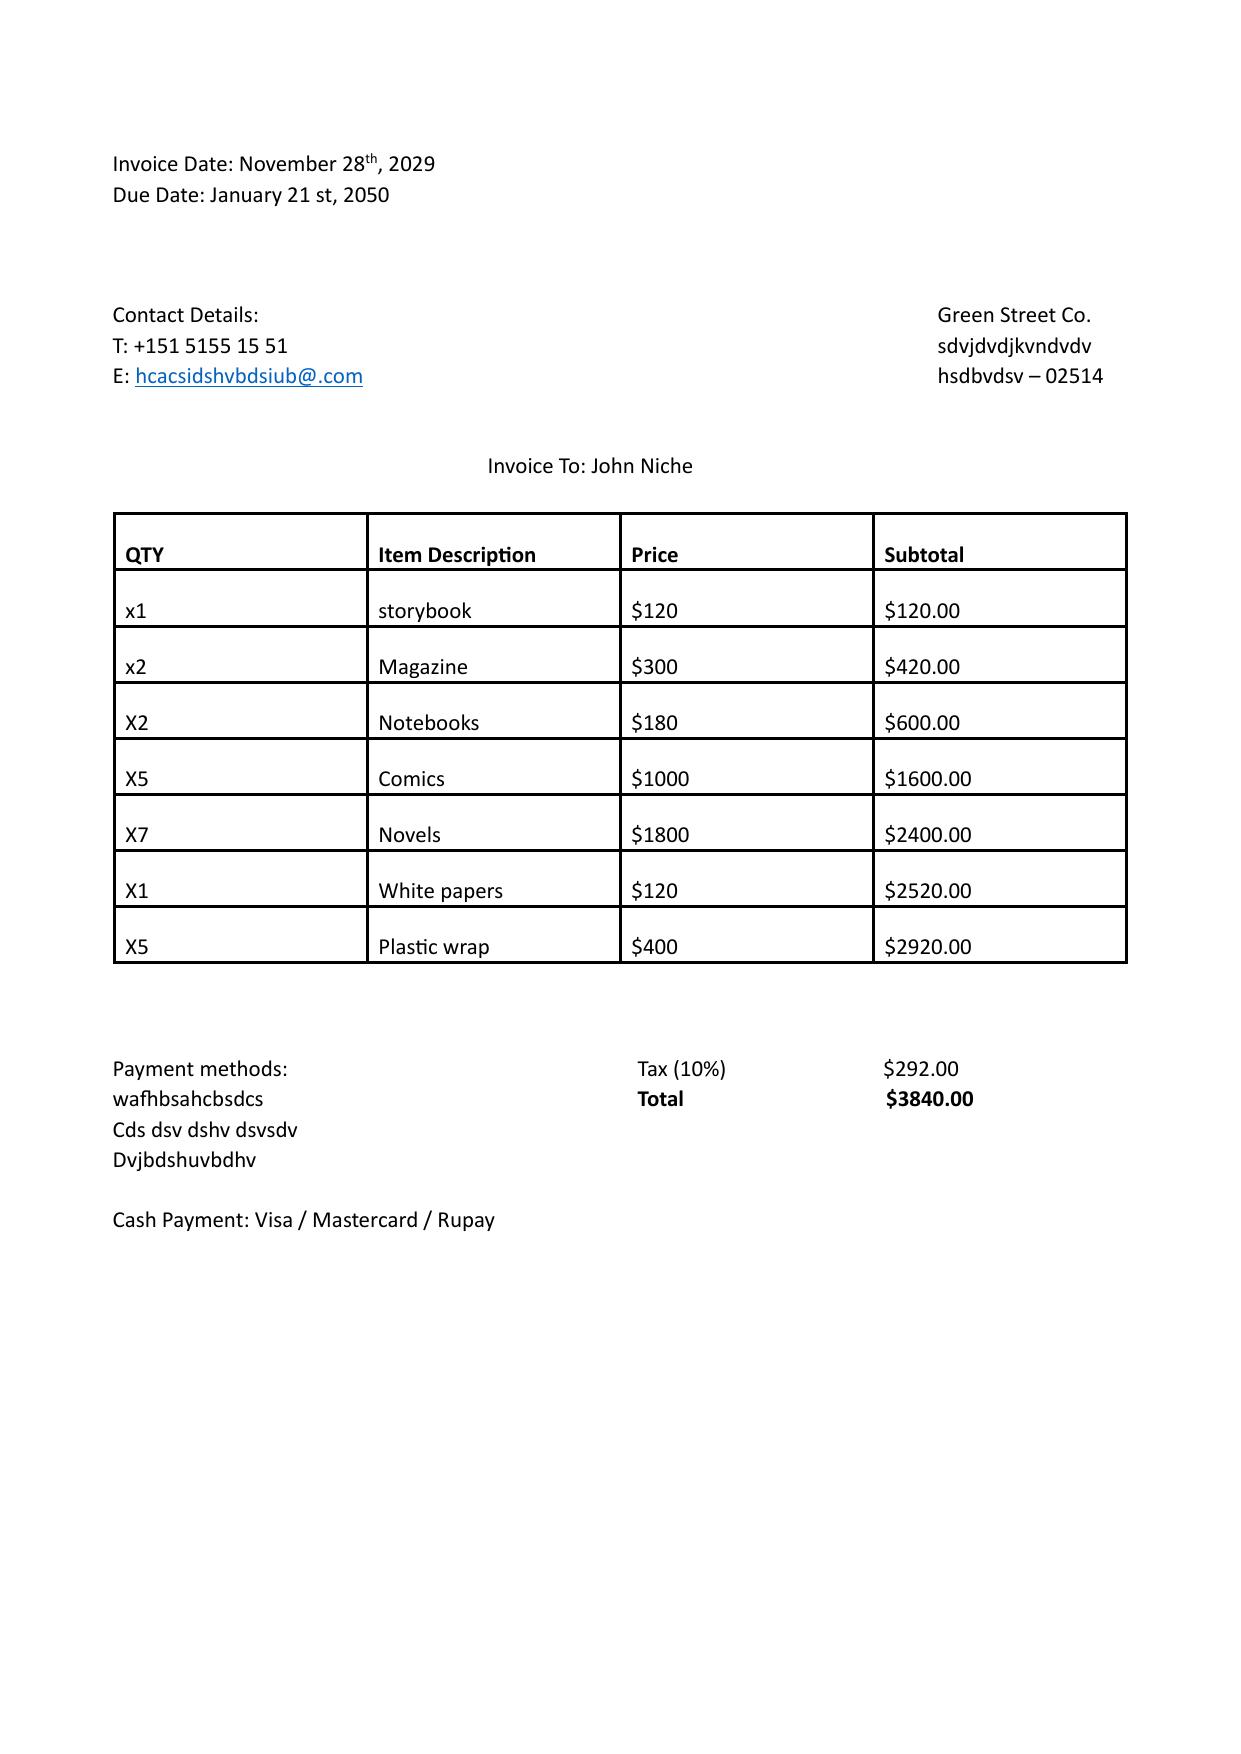 Invoice Date: November 28th, 2029
Due Date: January 21 st, 2050
Contact Details:
T: +151 5155 15 51
E: hcacsidshvbdsiub@.com
Green Street Co.
sdvjdvdjkvndvdv
hsdbvdsv – 02514
Invoice To: John Niche
QTY Item Description Price Subtotal
x1 storybook $120 $120.00
x2 Magazine $300 $420.00
X2 Notebooks $180 $600.00
X5 Comics $1000 $1600.00
X7 Novels $1800 $2400.00
X1 White papers $120 $2520.00
X5 Plastic wrap $400 $2920.00
Payment methods:
wafhbsahcbsdcs
Cds dsv dshv dsvsdv
Dvjbdshuvbdhv
Tax (10%) $292.00
Total $3840.00
Cash Payment: Visa / Mastercard / Rupay